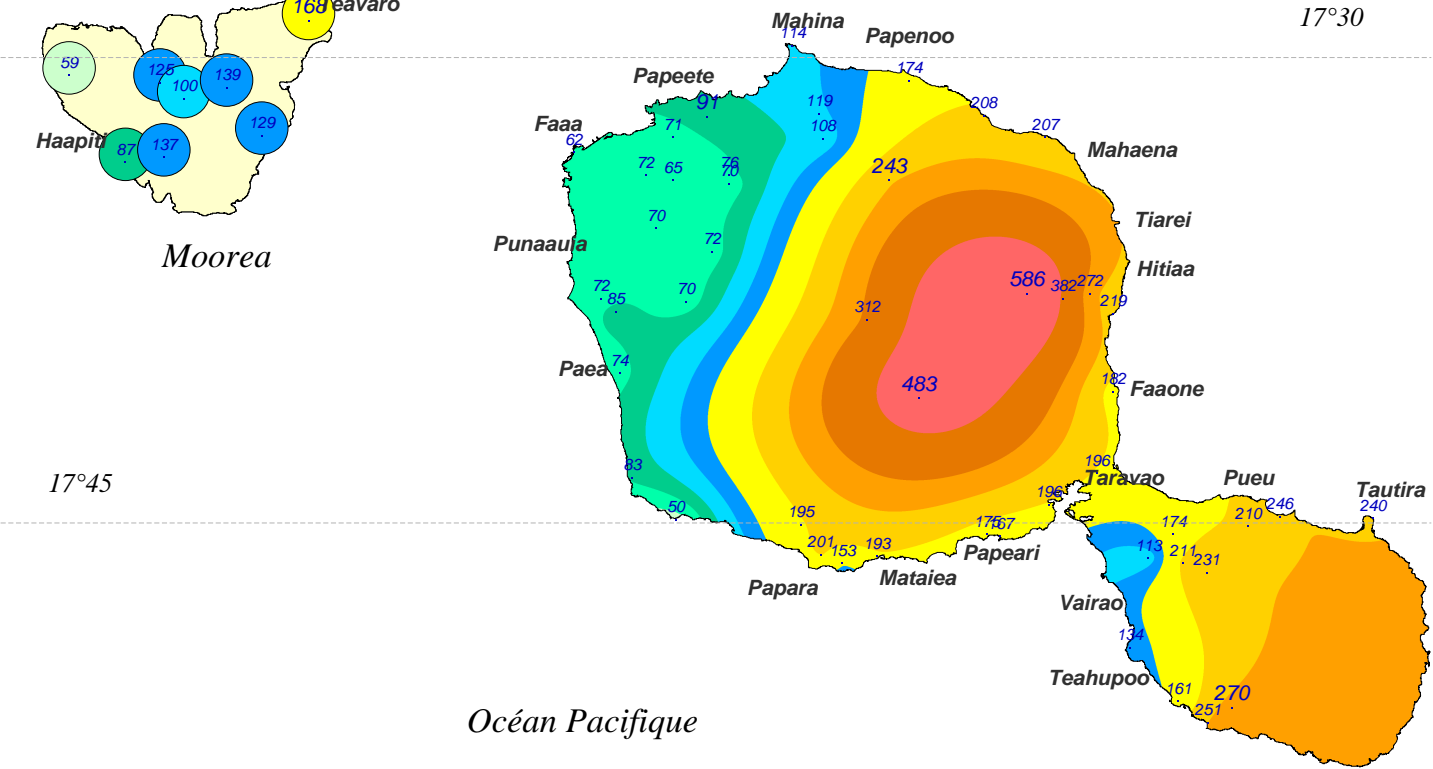 168
Teavaro
17°30
Mahina
114
Papenoo
59
125
139
100
174
Papeete
91
119
208
Faaa
62
71
108
207
129
Haapiti
87
137
72
65
76
70
243
Mahaena
70
Tiarei
Punaauia
72
Moorea
Hitiaa
72
85
70
586
382
272
219
312
Paea
74
483
182
Faaone
83
196
17°45
Taravao
Pueu
Tautira
50
195
196
246
240
175
167
174
210
201
153
193
113
211
231
Papeari
Papara
Mataiea
Vairao
134
Teahupoo
161
270
251
Océan Pacifique